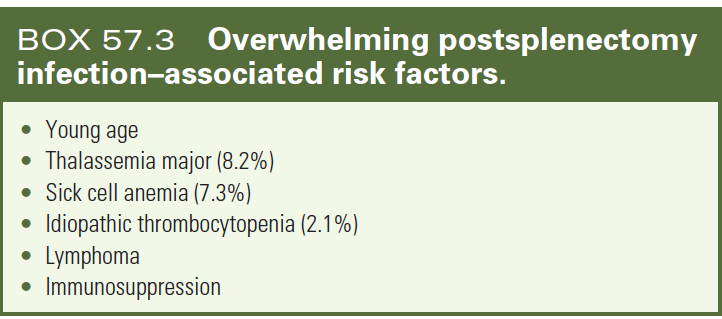 BOX 57.3 Overwhelming postsplenectomy
infection–associated risk factors.
• Young age
• Thalassemia major (8.2%)
• Sick cell anemia (7.3%)
• Idiopathic thrombocytopenia (2.1%)
• Lymphoma
• Immunosuppression